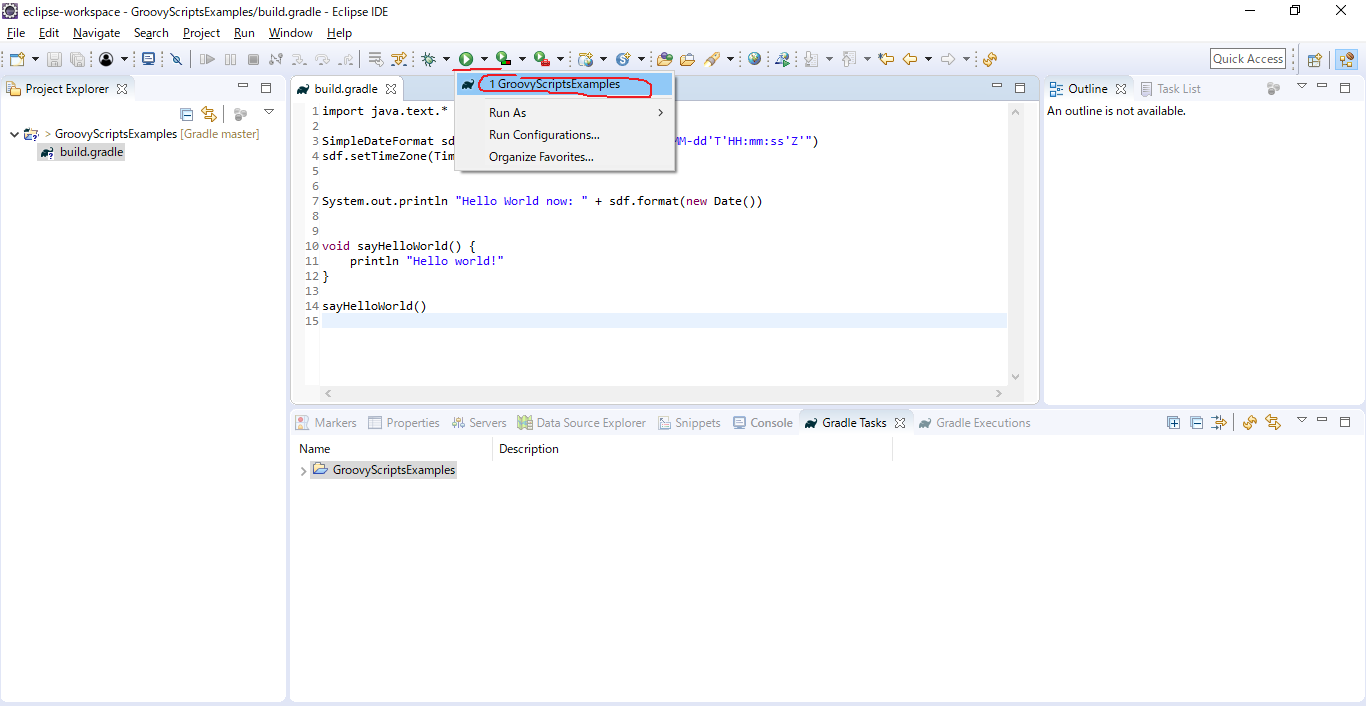 eclipse-workspace - GroovyScriptsExamples/build.gradle - Eclipse IDE
File Edit Navigate Search Project Run Window Help
Quick Access
Project Explorer
> GroovyScriptsExamples [Gradle master]
build.gradle
build.gradle
1 GroovyScriptsExamples
Run As
Run Configurations...
Organize Favorites...
1 import java.text.*
2
3 SimpleDateFormat sd MM-dd'T'HH:mm:ss'Z'")
4 sdf.setTimeZone(Tim
5
6
7 System.out.println "Hello World now: " + sdf.format(new Date())
8
9
10 void sayHelloWorld() {
11 println "Hello world!"
12 }
13
14 sayHelloWorld()
15
Outline Task List
An outline is not available.
Markers Properties Servers Data Source Explorer Snippets Console Gradle Tasks Gradle Executions
Name Description
GroovyScriptsExamples